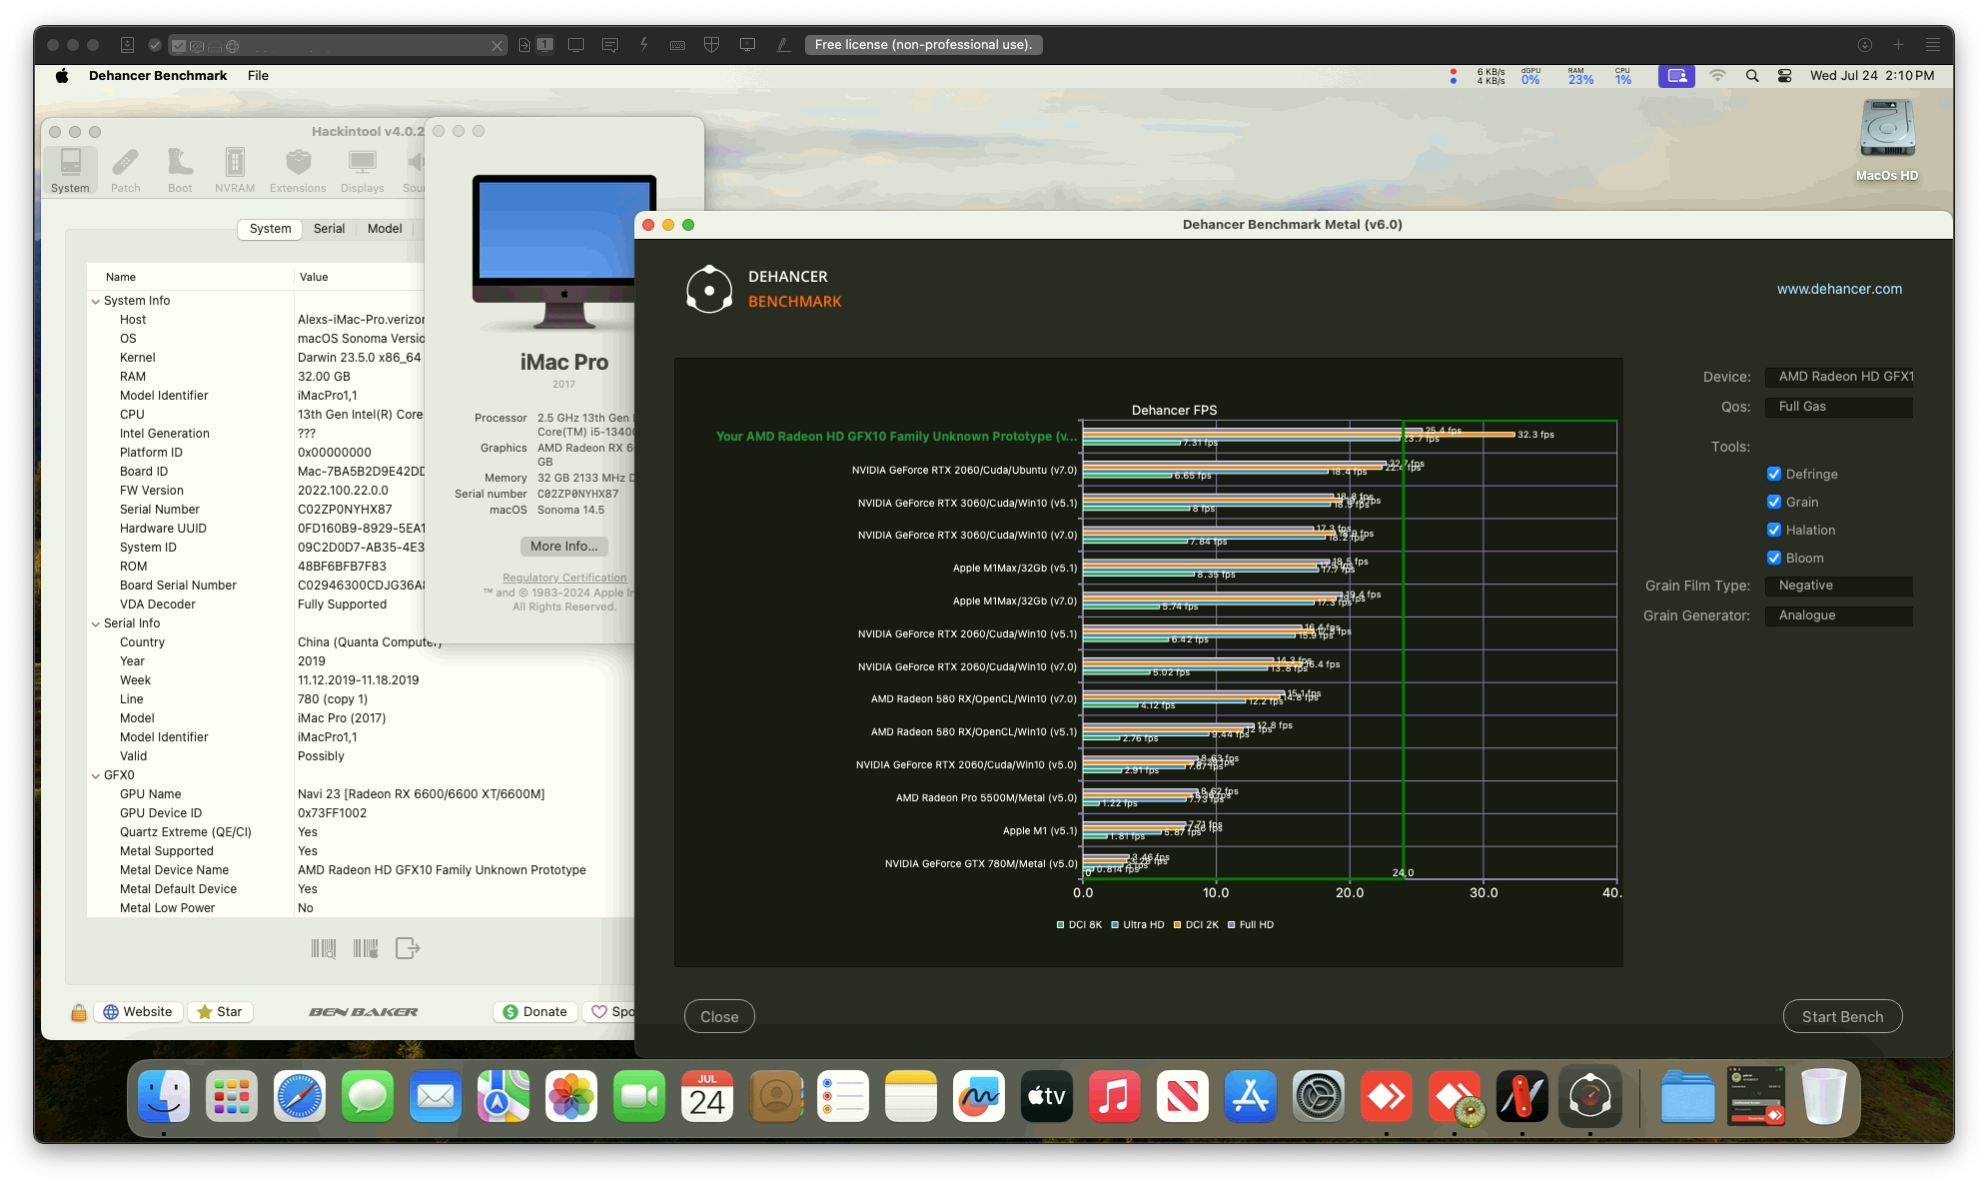 1
Free license (non-professional use).
Dehancer Benchmark File
6 KB/s
4 KB/s
dGPU
0%
RAM
23%
CPU
1%
Wed Jul 24 2:10 PM
MacOs HD
Hackintool v4.0.2
System Patch Boot NVRAM Extensions Displays Sou
System Serial Model
Name Value
System Info
Host Alexs-iMac-Pro.verizon
OS macOS Sonoma Versio
Kernel Darwin 23.5.0 x86_64
RAM 32.00 GB
Model Identifier iMacPro1,1
CPU 13th Gen Intel(R) Core
Intel Generation ???
Platform ID 0x00000000
Board ID Mac-7BA5B2D9E42DD
FW Version 2022.100.22.0.0
Serial Number C02ZP0NYHX87
Hardware UUID 0FD160B9-8929-5EA1
System ID 09C2D0D7-AB35-4E3
ROM 48BF6BFB7F83
Board Serial Number C02946300CDJG36A
VDA Decoder Fully Supported
Serial Info
Country China (Quanta Computer)
Year 2019
Week 11.12.2019-11.18.2019
Line 780 (copy 1)
Model iMac Pro (2017)
Model Identifier iMacPro1,1
Valid Possibly
GFX0
GPU Name Navi 23 [Radeon RX 6600/6600 XT/6600M]
GPU Device ID 0x73FF1002
Quartz Extreme (QE/CI) Yes
Metal Supported Yes
Metal Device Name AMD Radeon HD GFX10 Family Unknown Prototype
Metal Default Device Yes
Metal Low Power No
Website Star BEN BAKER Donate Spo
iMac Pro
2017
Processor 2.5 GHz 13th Gen
Core(TM) i5-1340
Graphics AMD Radeon RX 6
GB
Memory 32 GB 2133 MHz D
Serial number C02ZP0NYHX87
macOS Sonoma 14.5
More Info...
Regulatory Certification
™ and © 1983-2024 Apple In
All Rights Reserved.
Dehancer Benchmark Metal (v6.0)
DEHANCER
BENCHMARK
www.dehancer.com
Dehancer FPS
Your AMD Radeon HD GFX10 Family Unknown Prototype (v... 25.4 fps 32.3 fps 23.7 fps 7.31 fps
NVIDIA GeForce RTX 2060/Cuda/Ubuntu (v7.0) 22.7 fps 18.4 fps 6.65 fps
NVIDIA GeForce RTX 3060/Cuda/Win10 (v5.1) 18.8 fps 18.5 fps 8 fps
NVIDIA GeForce RTX 3060/Cuda/Win10 (v7.0) 17.3 fps 18.2 fps 7.84 fps
Apple M1Max/32Gb (v5.1) 18.5 fps 17.7 fps 8.35 fps
Apple M1Max/32Gb (v7.0) 19.4 fps 17.3 fps 5.74 fps
NVIDIA GeForce RTX 2060/Cuda/Win10 (v5.1) 16.4 fps 15.9 fps 6.42 fps
NVIDIA GeForce RTX 2060/Cuda/Win10 (v7.0) 14.3 fps 16.4 fps 13.8 fps 5.02 fps
AMD Radeon 580 RX/OpenCL/Win10 (v7.0) 15.1 fps 14.8 fps 12.2 fps 4.12 fps
AMD Radeon 580 RX/OpenCL/Win10 (v5.1) 12.8 fps 12 fps 9.44 fps 2.76 fps
NVIDIA GeForce RTX 2060/Cuda/Win10 (v5.0) 8.63 fps 7.67 fps 2.91 fps
AMD Radeon Pro 5500M/Metal (v5.0) 8.62 fps 7.73 fps 1.22 fps
Apple M1 (v5.1) 7.71 fps 5.87 fps 1.81 fps
NVIDIA GeForce GTX 780M/Metal (v5.0) 3.46 fps 0.814 fps
24.0
0.0 10.0 20.0 30.0 40.
DCI 8K Ultra HD DCI 2K Full HD
Device: AMD Radeon HD GFX1
Qos: Full Gas
Tools:
Defringe
Grain
Halation
Bloom
Grain Film Type: Negative
Grain Generator: Analogue
Close Start Bench
JUL
24
tv